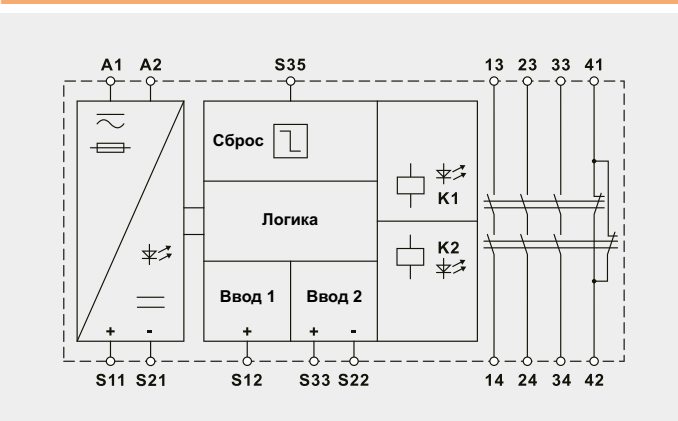 A1 A2 S35 13 23 33 41
Сброс
K1
Логика
K2
Ввод 1 Ввод 2
+ - + + -
S11 S21 S12 S33 S22 14 24 34 42